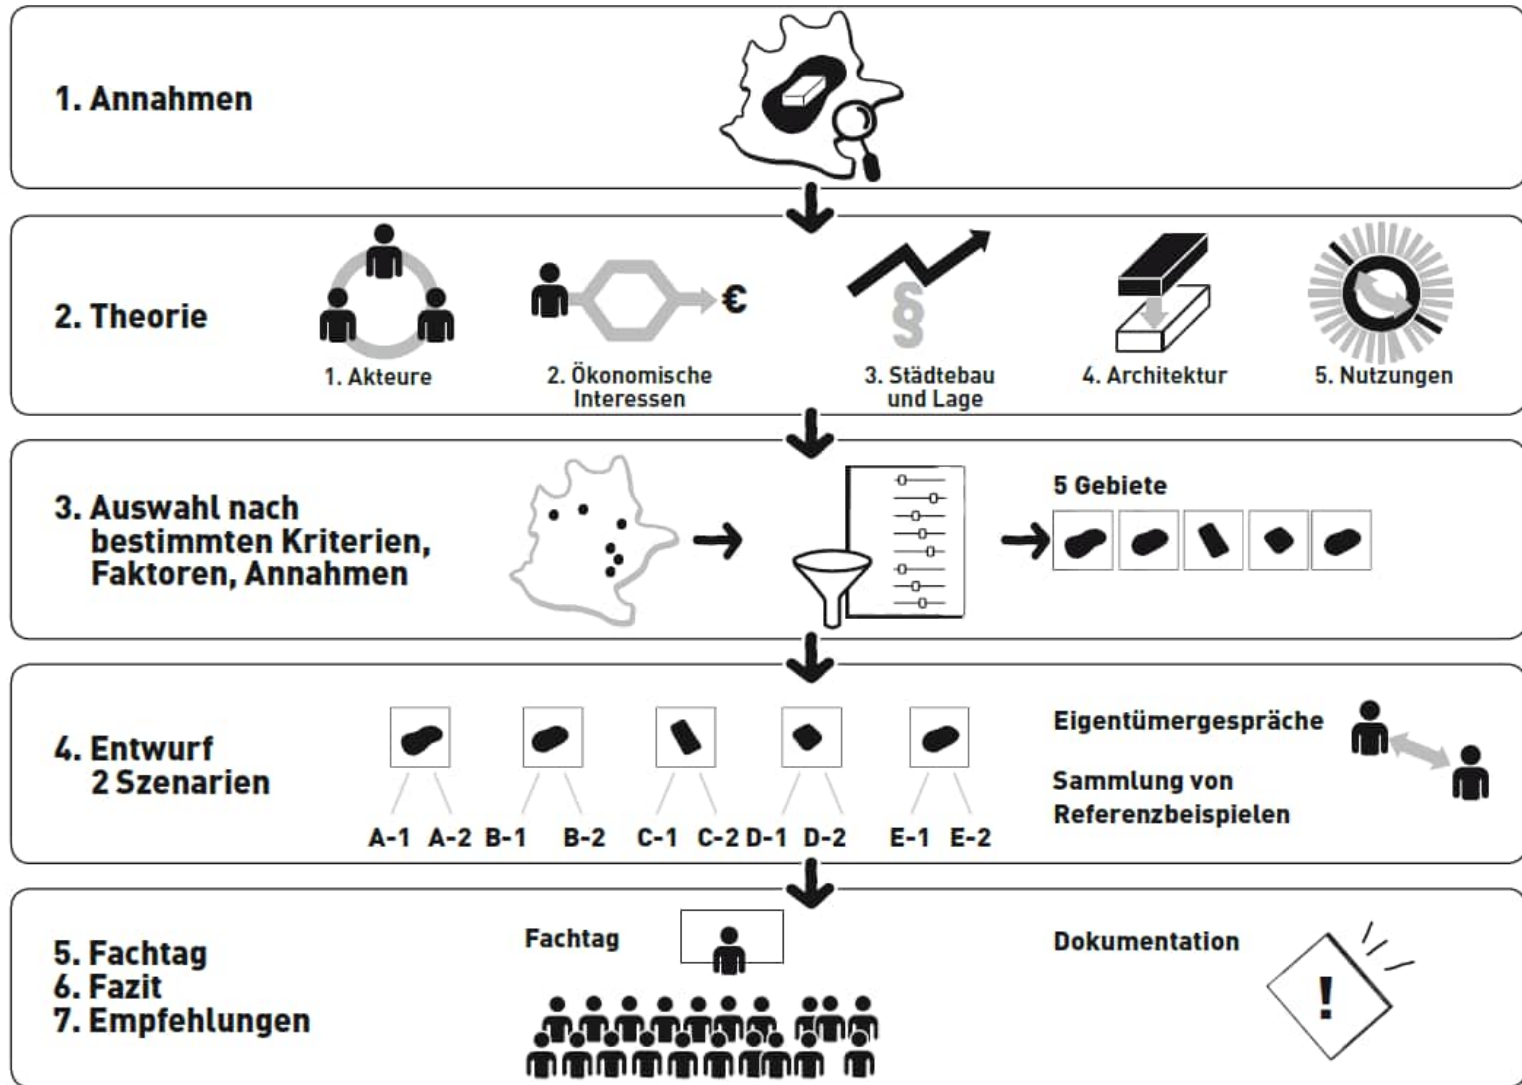 1. Annahmen
2. Theorie
€
§
1. Akteure
2. Ökonomische
Interessen
3. Städtebau
und Lage
4. Architektur
5. Nutzungen
3. Auswahl nach
bestimmten Kriterien,
Faktoren, Annahmen
5 Gebiete
4. Entwurf
2 Szenarien
A-1 A-2 B-1 B-2 C-1 C-2 D-1 D-2 E-1 E-2
Eigentümergespräche
Sammlung von
Referenzbeispielen
5. Fachtag
6. Fazit
7. Empfehlungen
Fachtag
Dokumentation
!